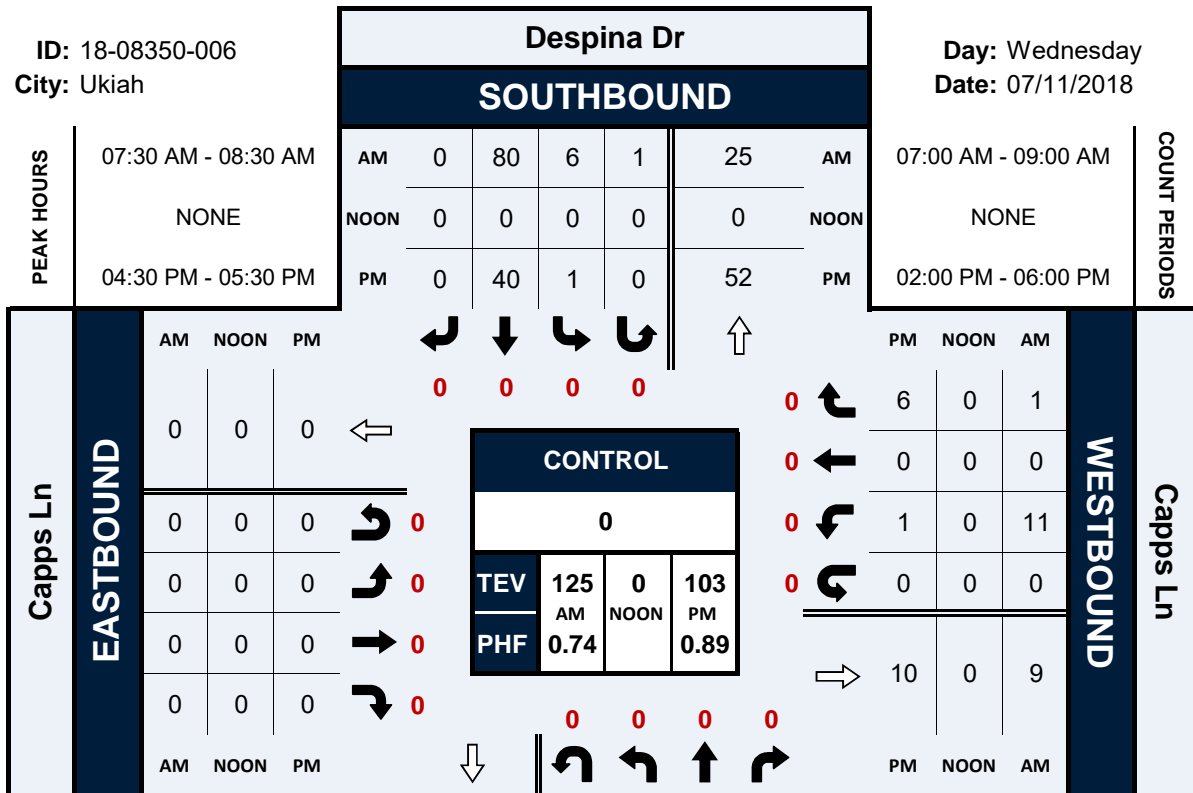 ID: 18-08350-006
City: Ukiah
Despina Dr
SOUTHBOUND
Day: Wednesday
Date: 07/11/2018
PEAK HOURS
07:30 AM - 08:30 AM
NONE
04:30 PM - 05:30 PM
AM 0 80 6 1 25 AM
NOON 0 0 0 0 0 NOON
PM 0 40 1 0 52 PM
07:00 AM - 09:00 AM
NONE
02:00 PM - 06:00 PM
COUNT PERIODS
0 0 0 0
Capps Ln
EASTBOUND
AM NOON PM
0 0 0
0 0 0 0
0 0 0 0
0 0 0 0
0 0 0 0
AM NOON PM
CONTROL
0
TEV 125 0 103
AM NOON PM
PHF 0.74 0.89
0 0 0 0
PM NOON AM
0 6 0 1
0 0 0 0
0 1 0 11
0 0 0 0
10 0 9
PM NOON AM
WESTBOUND
Capps Ln